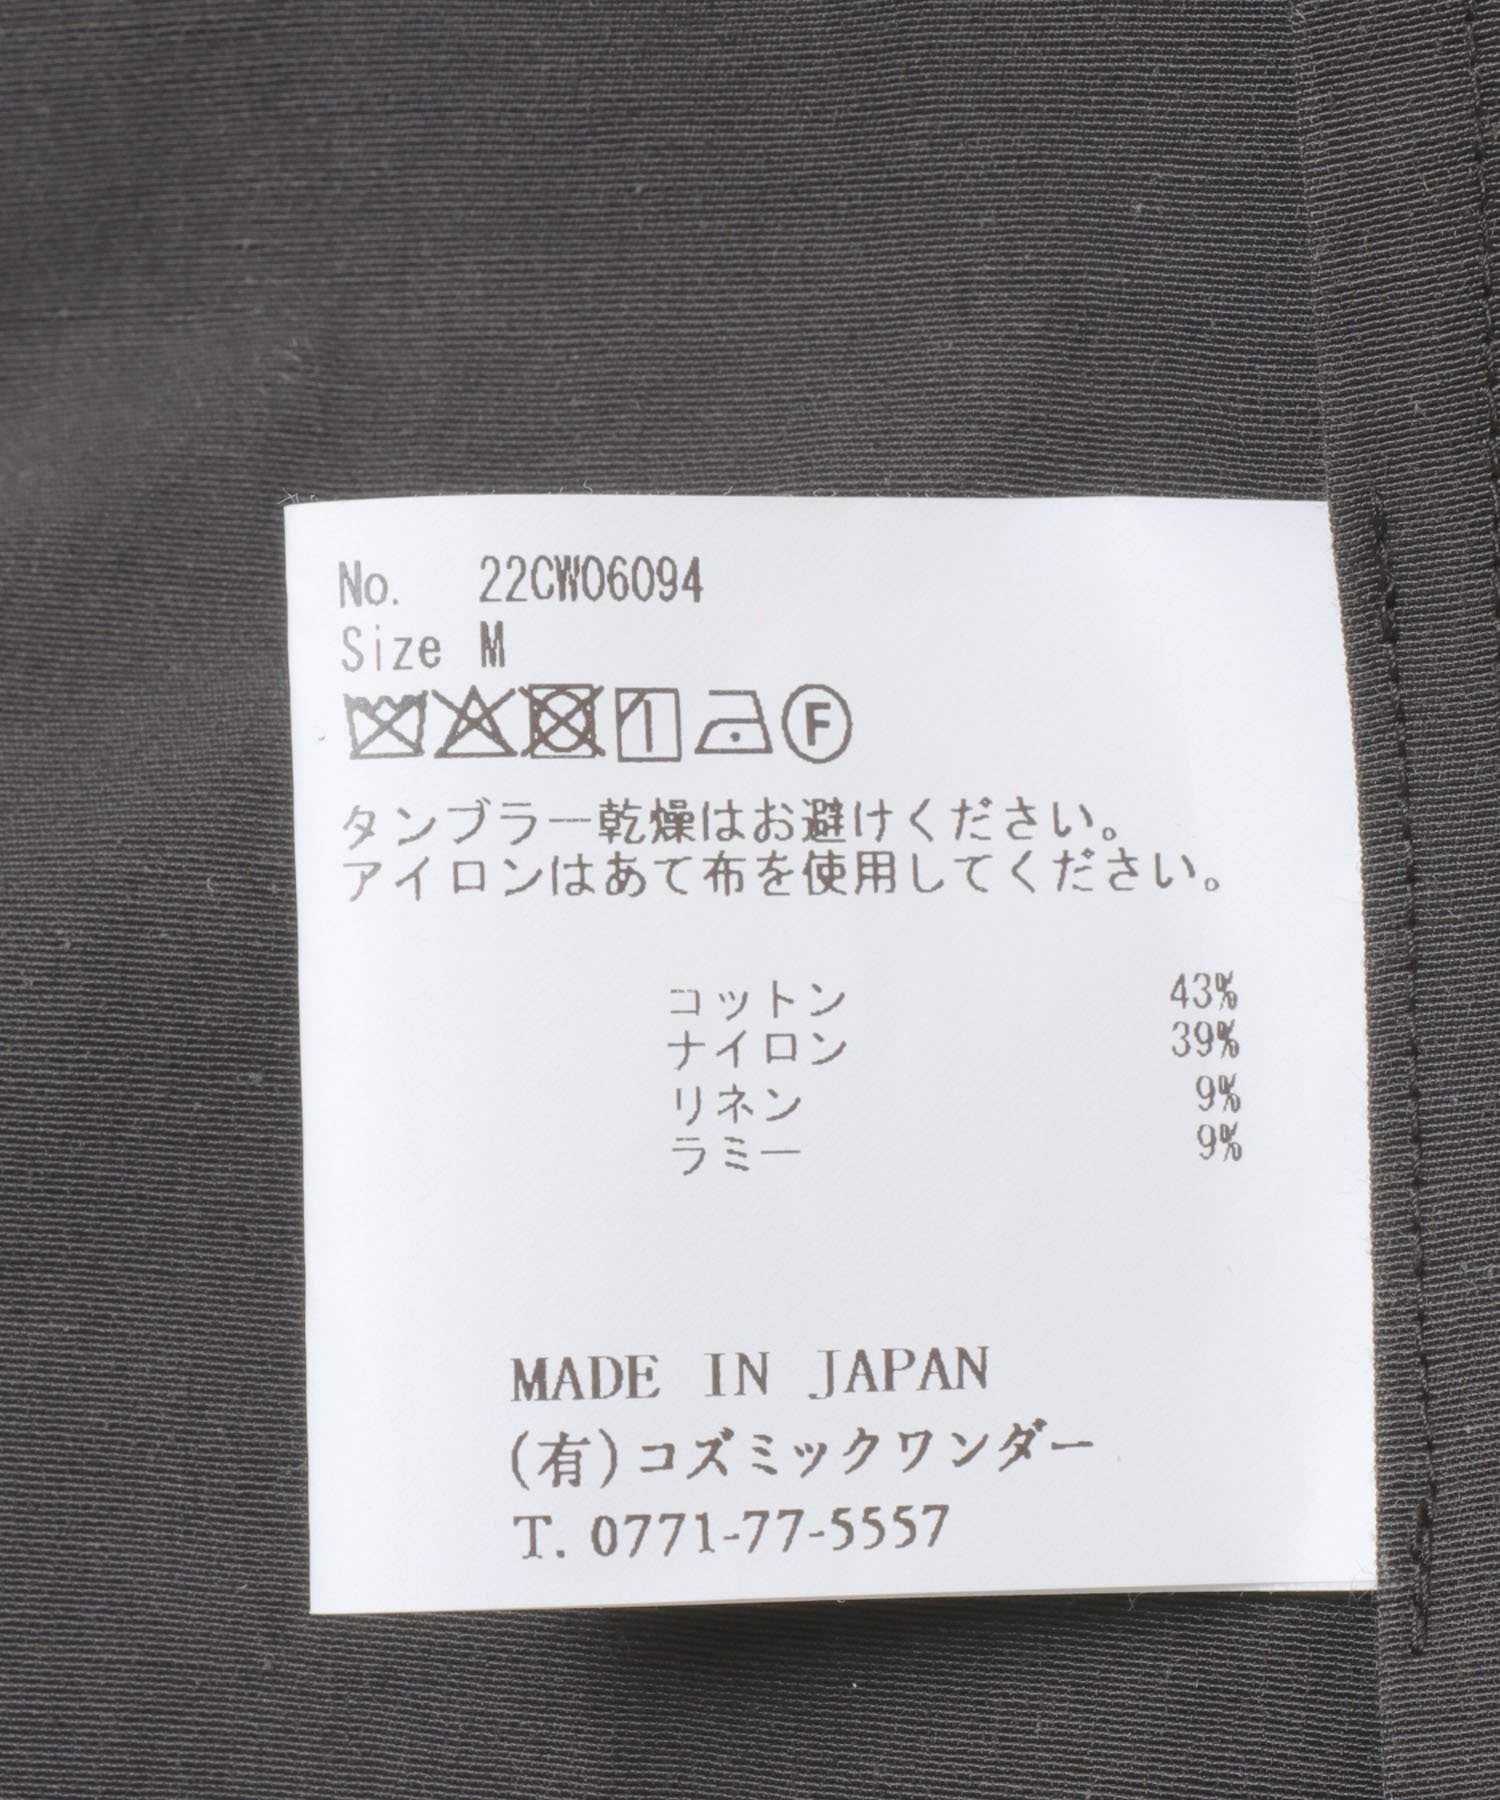 No. 22CW06094
Size M
F
タンブラー乾燥はお避けください。
アイロンはあて布を使用してください。
コットン 43%
ナイロン 39%
リネン 9%
ラミー 9%
MADE IN JAPAN
(有)コズミックワンダー
T. 0771-77-5557